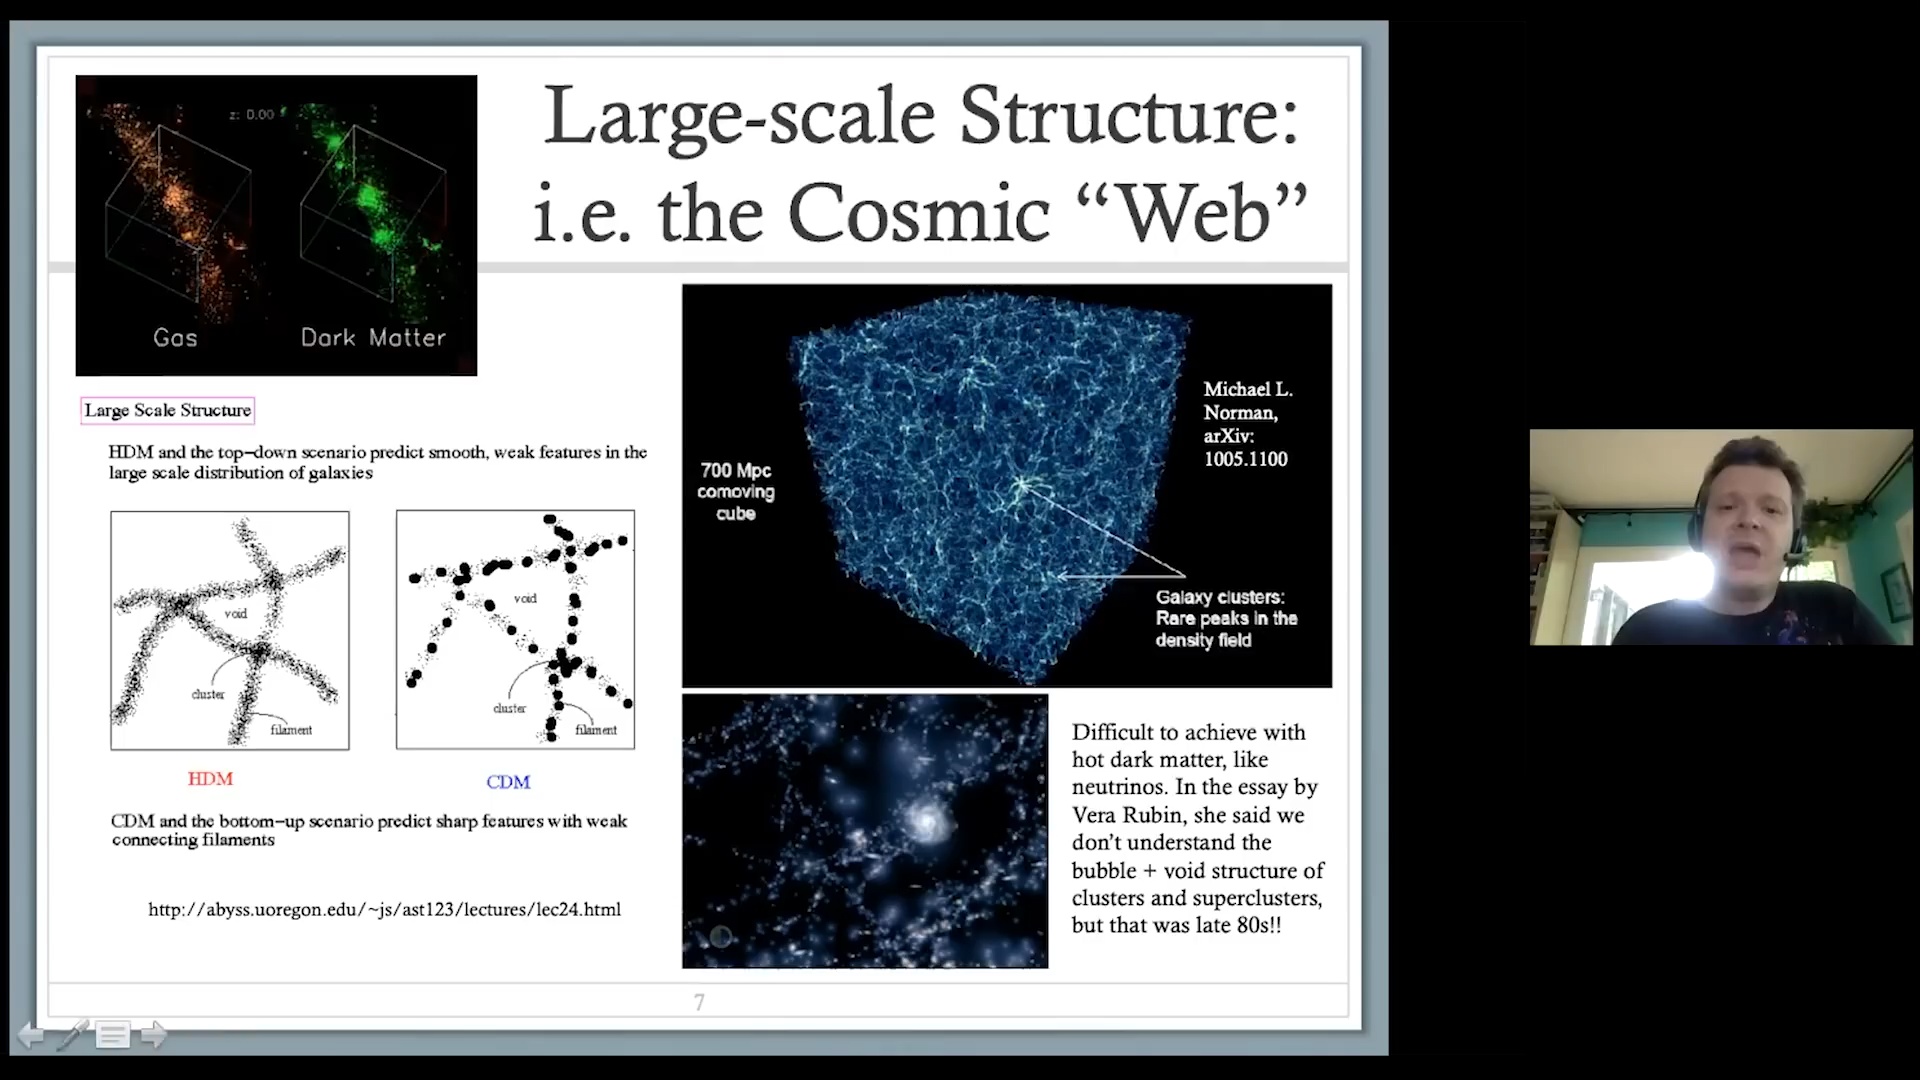 Large-scale Structure:
i.e. the Cosmic “Web”
z: 0.00
Gas
Dark Matter
Large Scale Structure
HDM and the top-down scenario predict smooth, weak features in the
large scale distribution of galaxies
void
cluster
filament
HDM
void
cluster
filament
CDM
CDM and the bottom-up scenario predict sharp features with weak
connecting filaments
http://abyss.uoregon.edu/~js/ast123/lectures/lec24.html
700 Mpc
comoving
cube
Michael L.
Norman,
arXiv:
1005.1100
Galaxy clusters:
Rare peaks in the
density field
Difficult to achieve with
hot dark matter, like
neutrinos. In the essay by
Vera Rubin, she said we
don’t understand the
bubble + void structure of
clusters and superclusters,
but that was late 80s!!
7